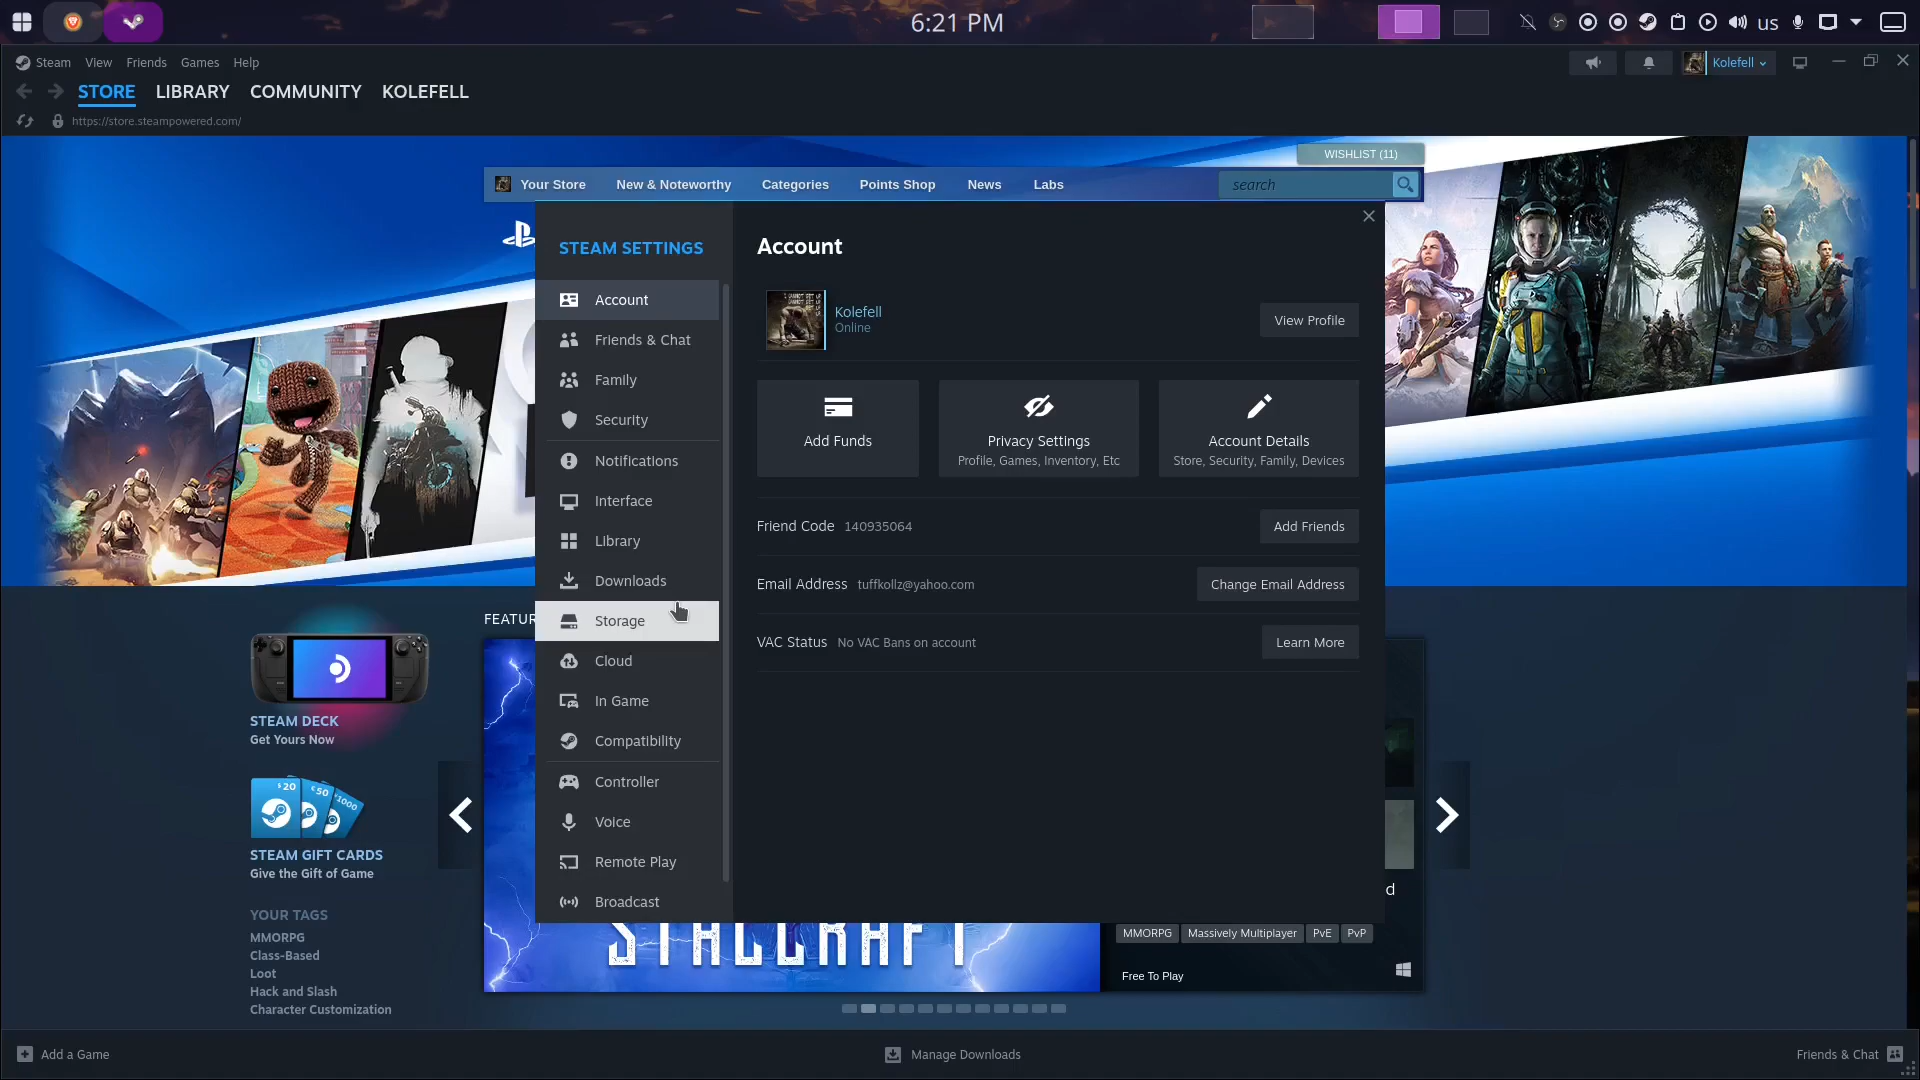 6:21 PM
us
Steam View Friends Games Help
Kolefell
STORE LIBRARY COMMUNITY KOLEFELL
https://store.steampowered.com/
WISHLIST (11)
Your Store New & Noteworthy Categories Points Shop News Labs
search
STEAM SETTINGS
Account
Friends & Chat
Family
Security
Notifications
Interface
Library
Downloads
Storage
Cloud
In Game
Compatibility
Controller
Voice
Remote Play
Broadcast
Account
Kolefell
Online
View Profile
Add Funds
Privacy Settings
Profile, Games, Inventory, Etc
Account Details
Store, Security, Family, Devices
Friend Code 140935064
Add Friends
Email Address tuffkollz@yahoo.com
Change Email Address
VAC Status No VAC Bans on account
Learn More
FEATUR
STEAM DECK
Get Yours Now
$20
€50
¥1000
STEAM GIFT CARDS
Give the Gift of Game
YOUR TAGS
MMORPG
Class-Based
Loot
Hack and Slash
Character Customization
STALCRAFT
d
MMORPG Massively Multiplayer PvE PvP
Free To Play
Add a Game
Manage Downloads
Friends & Chat